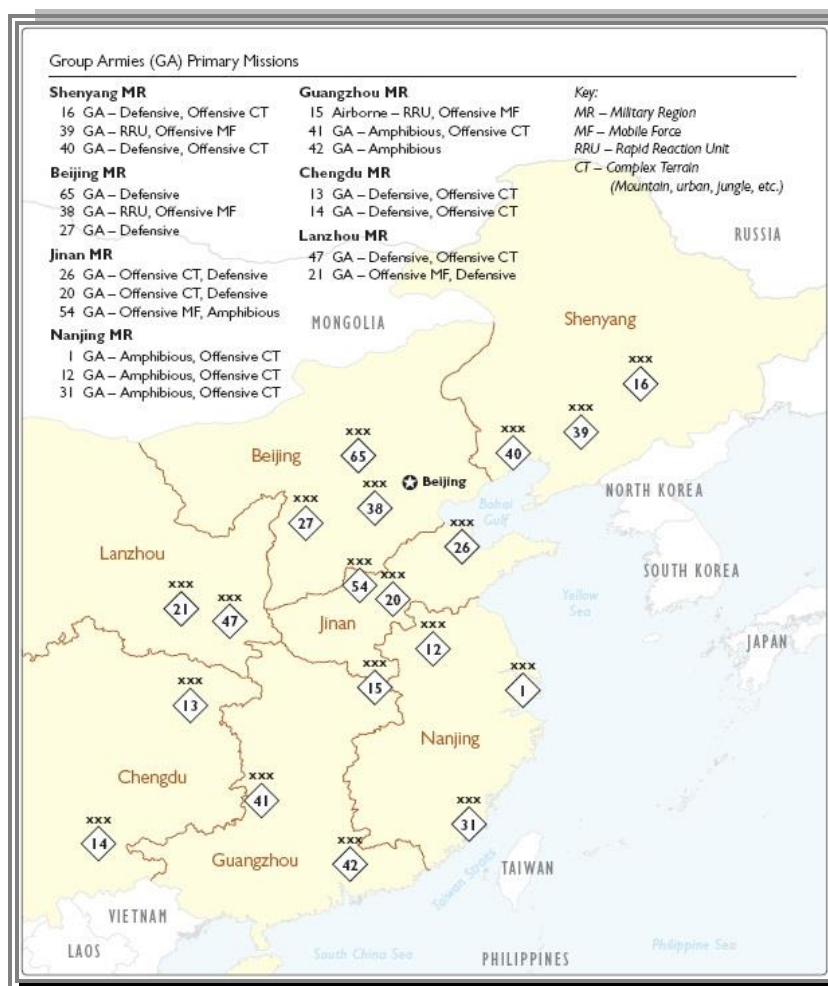 Group Armies (GA) Primary Missions
Shenyang MR
16 GA – Defensive, Offensive CT
39 GA – RRU, Offensive MF
40 GA – Defensive, Offensive CT
Beijing MR
65 GA – Defensive
38 GA – RRU, Offensive MF
27 GA – Defensive
Jinan MR
26 GA – Offensive CT, Defensive
20 GA – Offensive CT, Defensive
54 GA – Offensive MF, Amphibious
Nanjing MR
1 GA – Amphibious, Offensive CT
12 GA – Amphibious, Offensive CT
31 GA – Amphibious, Offensive CT
Guangzhou MR
15 Airborne – RRU, Offensive MF
41 GA – Amphibious, Offensive CT
42 GA – Amphibious
Chengdu MR
13 GA – Defensive, Offensive CT
14 GA – Defensive, Offensive CT
Lanzhou MR
47 GA – Defensive, Offensive CT
21 GA – Offensive MF, Defensive
Key:
MR – Military Region
MF – Mobile Force
RRU – Rapid Reaction Unit
CT – Complex Terrain
(Mountain, urban, jungle, etc.)
RUSSIA
MONGOLIA
Shenyang
xxx
16
xxx
39
xxx
40
Beijing
xxx
65
Beijing
xxx
38
xxx
27
NORTH KOREA
Bohai
Gulf
xxx
26
Lanzhou
SOUTH KOREA
xxx
54
xxx
20
xxx
21
xxx
47
Yellow
Sea
Jinan
JAPAN
xxx
12
xxx
15
xxx
1
xxx
13
Nanjing
Chengdu
xxx
41
xxx
31
xxx
14
Guangzhou
xxx
42
TAIWAN
Taiwan Straits
VIETNAM
LAOS
South China Sea
PHILIPPINES
Philippine Sea